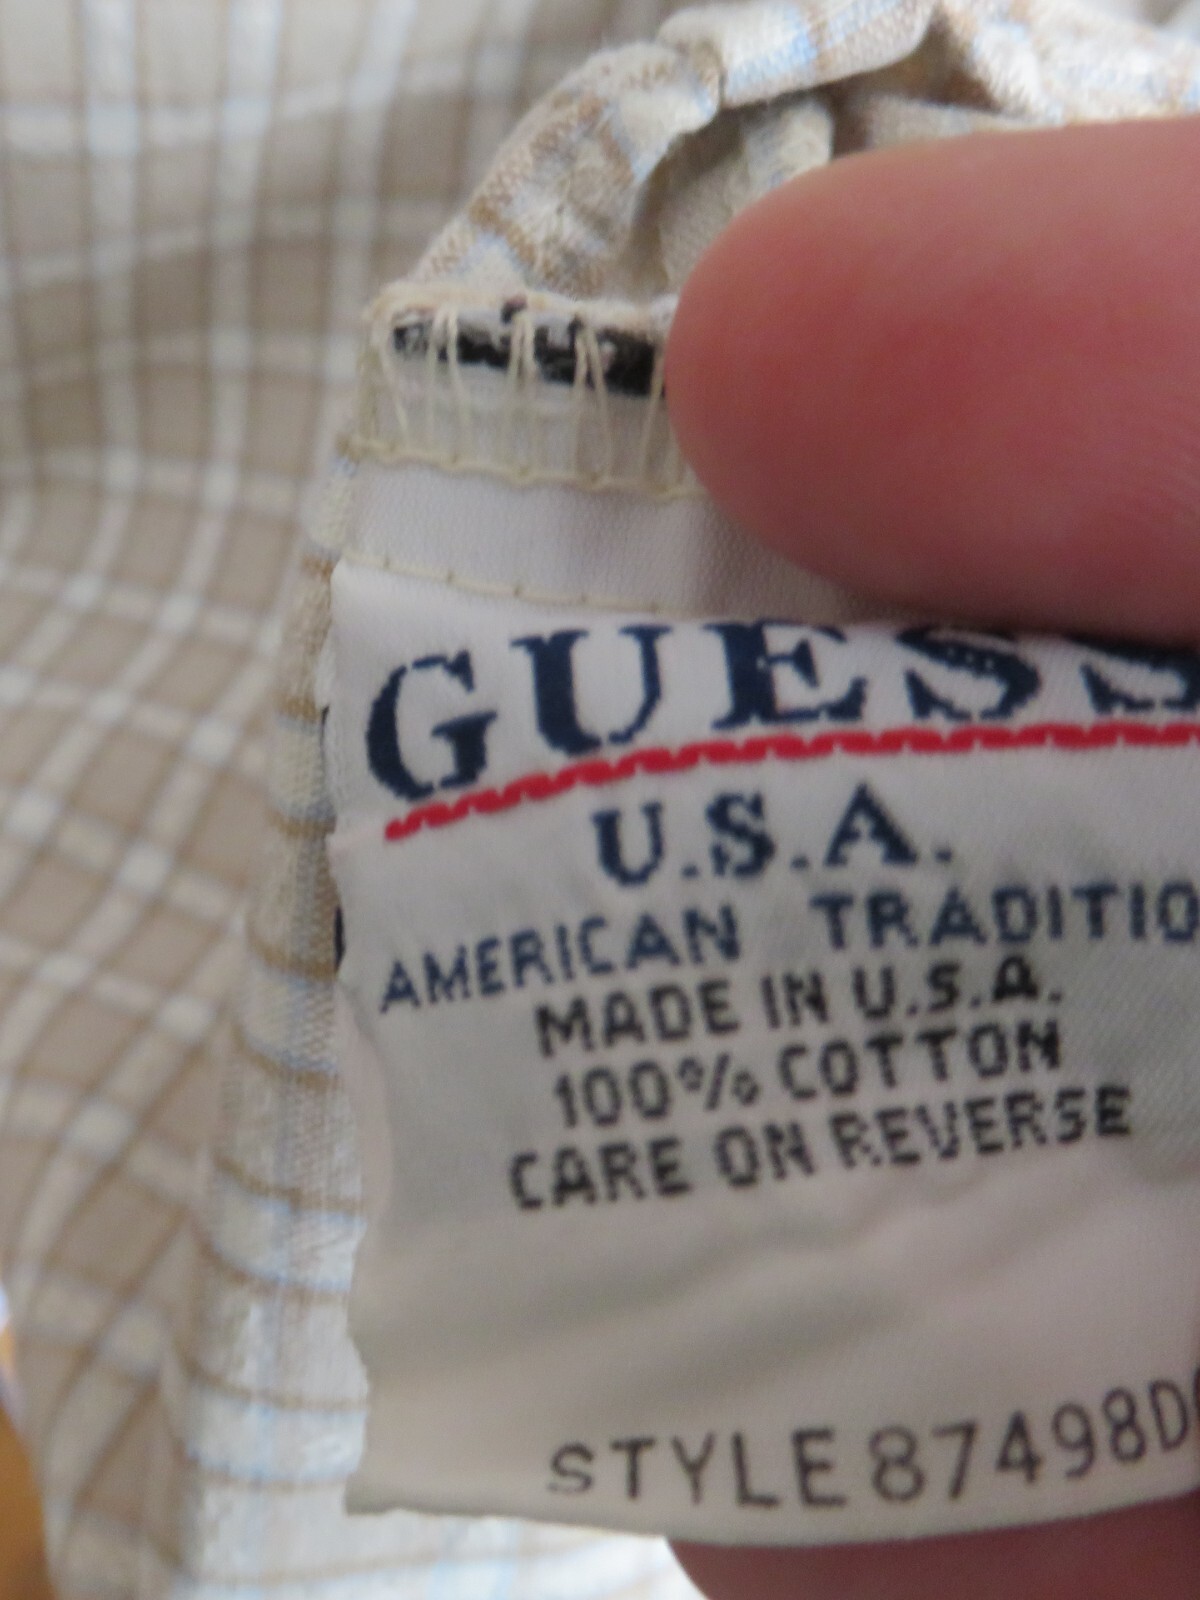 GUESS
U.S.A.
AMERICAN TRADITIO
MADE IN U.S.A.
100% COTTON
CARE ON REVERSE
STYLE 87498D